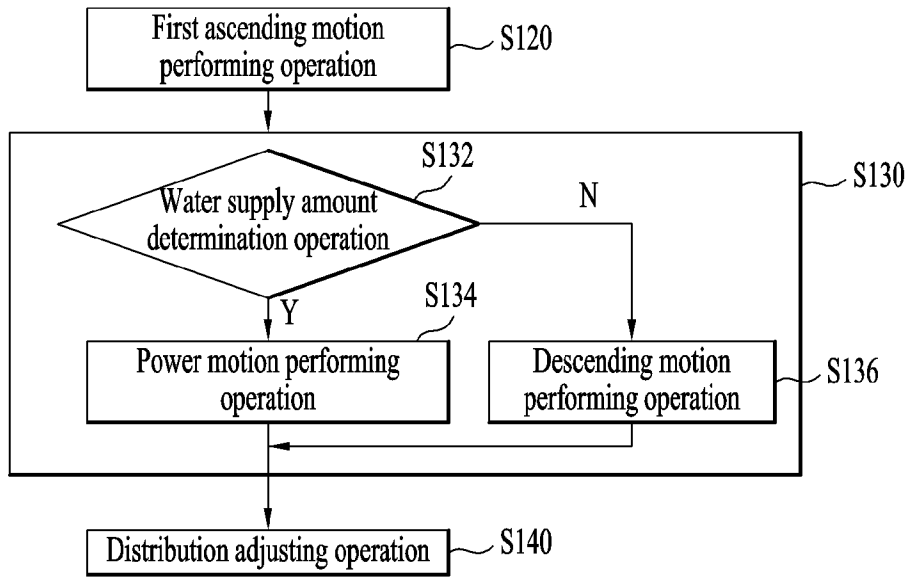 First ascending motion
performing operation
S120
S132
S130
Water supply amount
determination operation
N
Y
S134
Power motion performing
operation
Descending motion
performing operation
S136
Distribution adjusting operation
S140